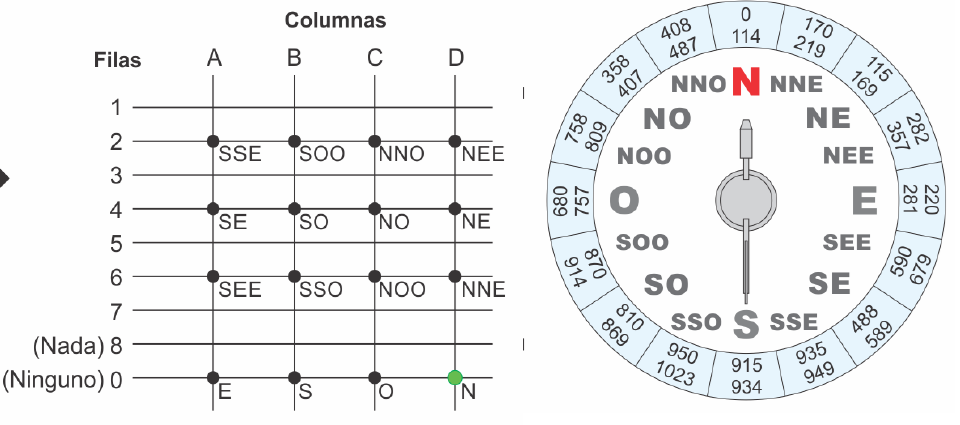 Columnas
Filas A B C D
1
2
SSE SOO NNO NEE
3
4
SE SO NO NE
5
6
SEE SSO NOO NNE
7
(Nada) 8
(Ninguno) 0
E S O N
0
114
170
219
115
169
282
357
220
281
590
679
488
589
935
949
915
934
950
1023
810
869
870
914
680
757
758
809
358
407
408
487
NNO N NNE
NO NE
NOO NEE
O E
SOO SEE
SO SE
SSO S SSE